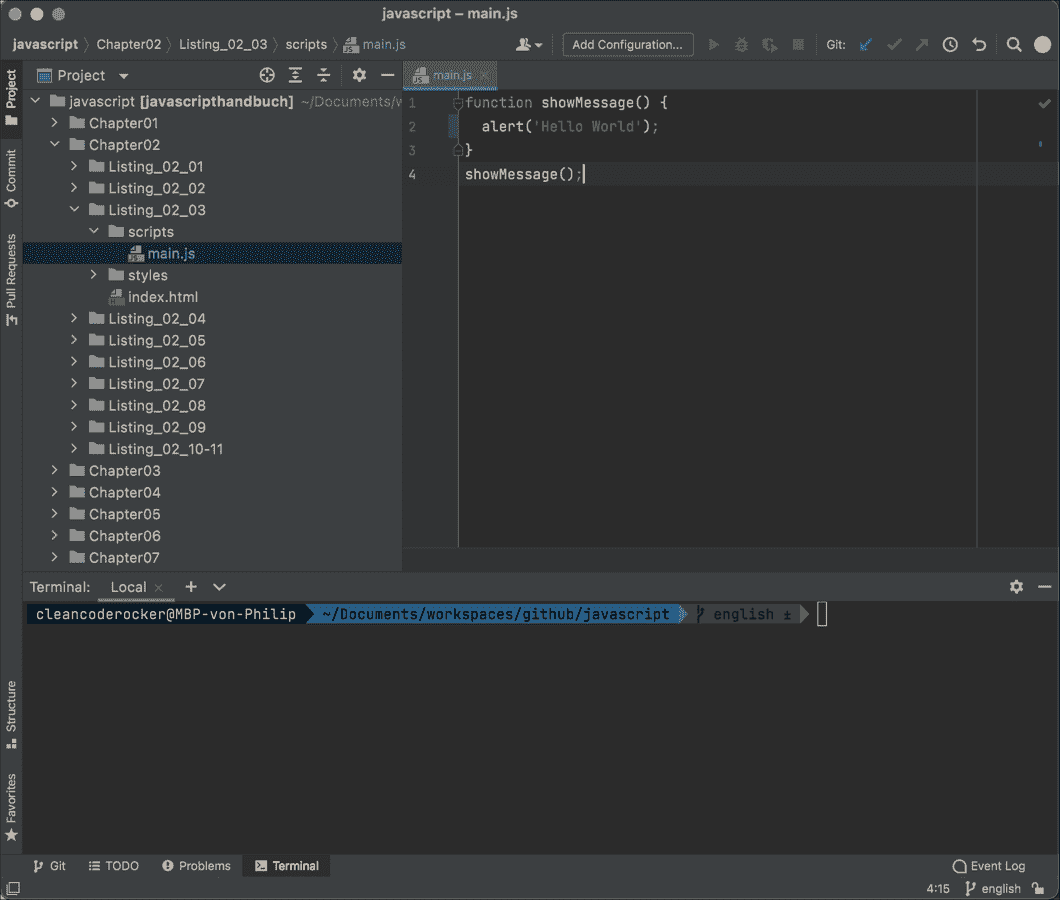 javascript – main.js
javascript Chapter02 Listing_02_03 scripts main.js Add Configuration... Git:
Project
main.js
javascript [javascripthandbuch] ~/Documents/w
Chapter01
Chapter02
Listing_02_01
Listing_02_02
Listing_02_03
scripts
main.js
styles
index.html
Listing_02_04
Listing_02_05
Listing_02_06
Listing_02_07
Listing_02_08
Listing_02_09
Listing_02_10-11
Chapter03
Chapter04
Chapter05
Chapter06
Chapter07
1 function showMessage() {
2 alert('Hello World');
3 }
4 showMessage();
Project
Commit
Pull Requests
Structure
Favorites
Terminal: Local
cleancoderocker@MBP-von-Philip ~/Documents/workspaces/github/javascript english ±
Git TODO Problems Terminal Event Log
4:15 english